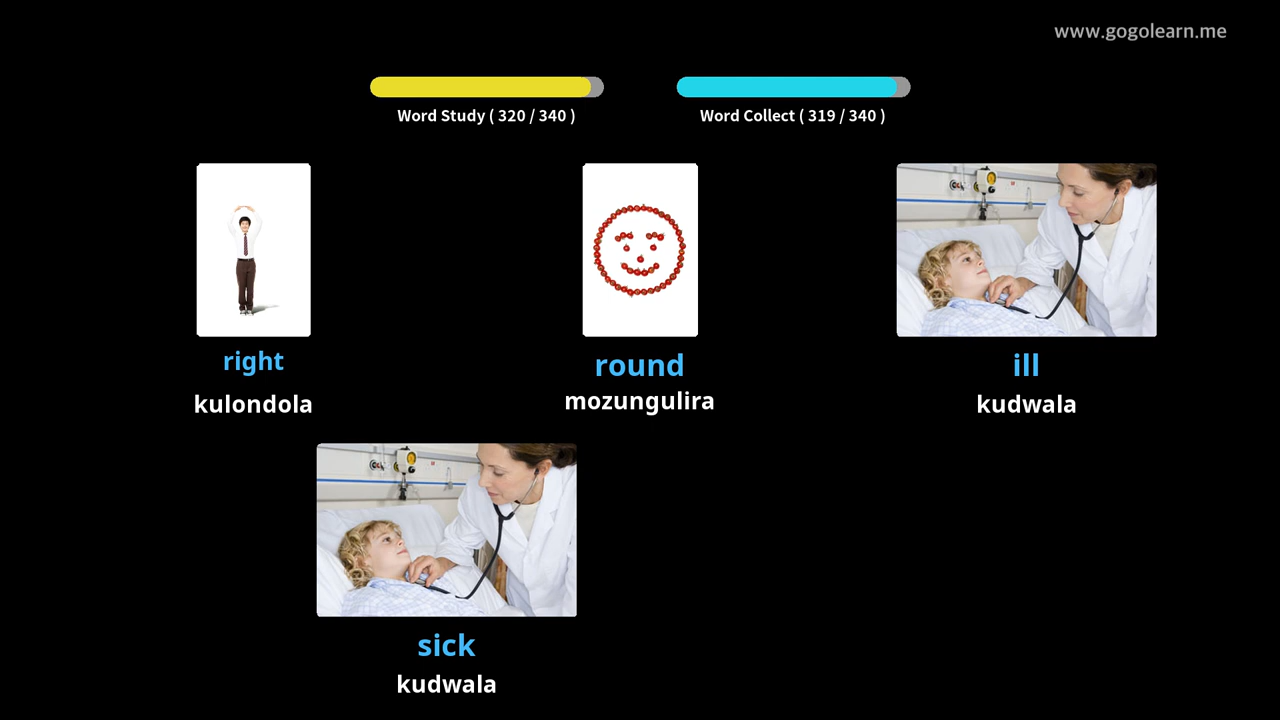 www.gogolearn.me
Word Study ( 320 / 340 )
Word Collect ( 319 / 340 )
right
kulondola
round
mozungulira
ill
kudwala
sick
kudwala